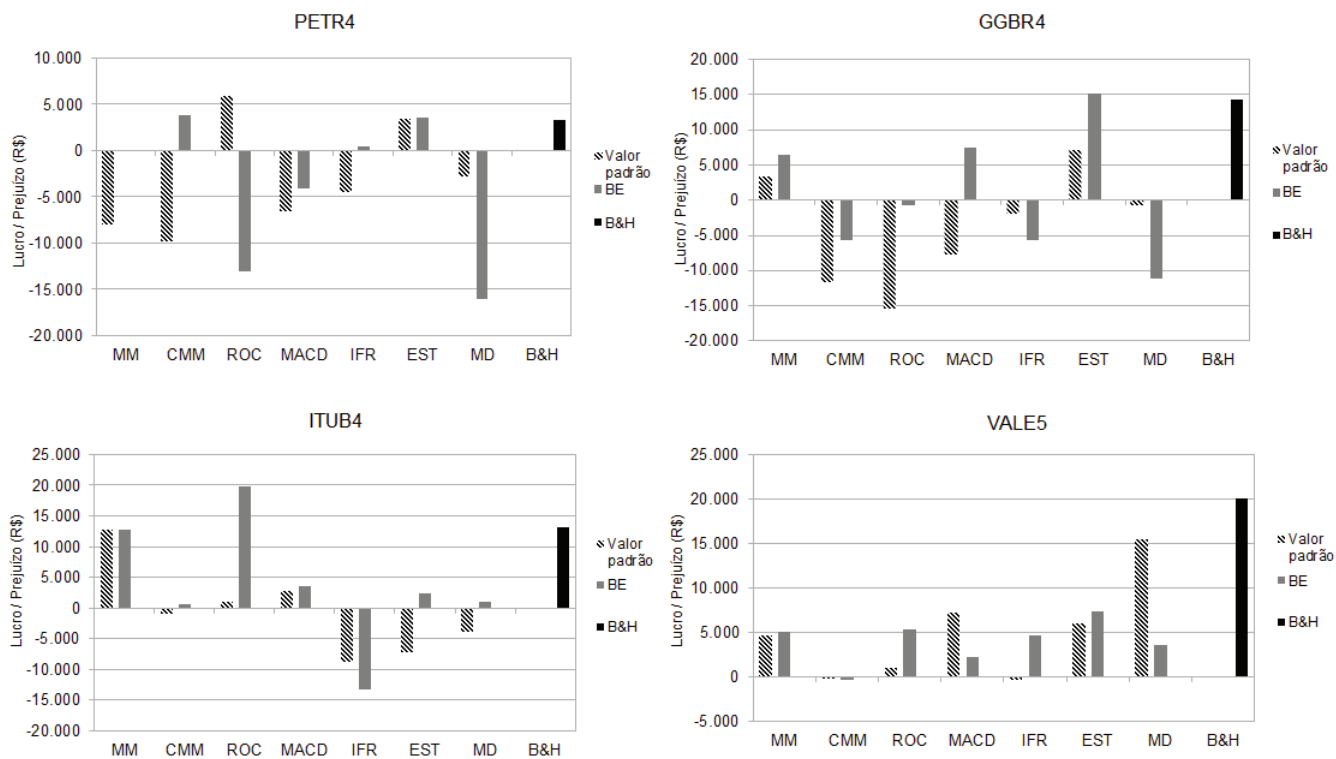 PETR4
Lucro / Prejuízo (R$)
10.000
5.000
0
-5.000
-10.000
-15.000
-20.000
MM CMM ROC MACD IFR EST MD B&H
Valor
padrão
BE
B&H
GGBR4
Lucro / Prejuízo (R$)
20.000
15.000
10.000
5.000
0
-5.000
-10.000
-15.000
-20.000
MM CMM ROC MACD IFR EST MD B&H
Valor
padrão
BE
B&H
ITUB4
Lucro / Prejuízo (R$)
25.000
20.000
15.000
10.000
5.000
0
-5.000
-10.000
-15.000
-20.000
MM CMM ROC MACD IFR EST MD B&H
Valor
padrão
BE
B&H
VALE5
Lucro / Prejuízo (R$)
25.000
20.000
15.000
10.000
5.000
0
-5.000
MM CMM ROC MACD IFR EST MD B&H
Valor
padrão
BE
B&H